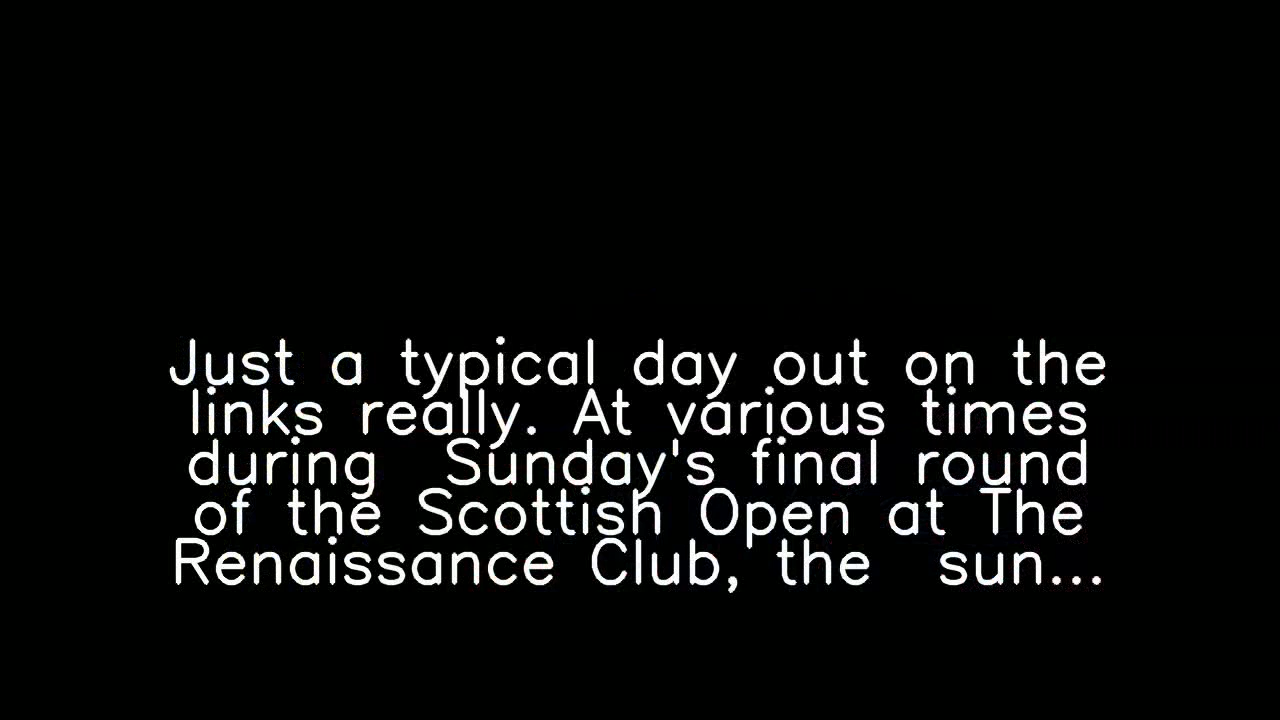 Just a typical day out on the
links really. At various times
during  Sunday's final round
of the Scottish Open at The
Renaissance Club, the  sun...